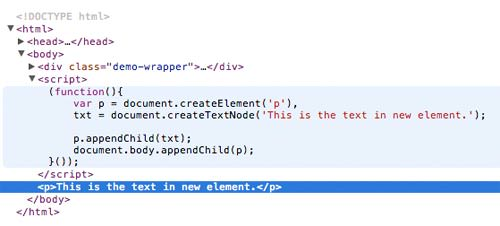 <!DOCTYPE html>
▼<html>
▶<head>…</head>
▼<body>
▶<div class="demo-wrapper">…</div>
▼<script>
(function(){
var p = document.createElement('p'),
txt = document.createTextNode('This is the text in new element.');
p.appendChild(txt);
document.body.appendChild(p);
}());
</script>
<p>This is the text in new element.</p>
</body>
</html>